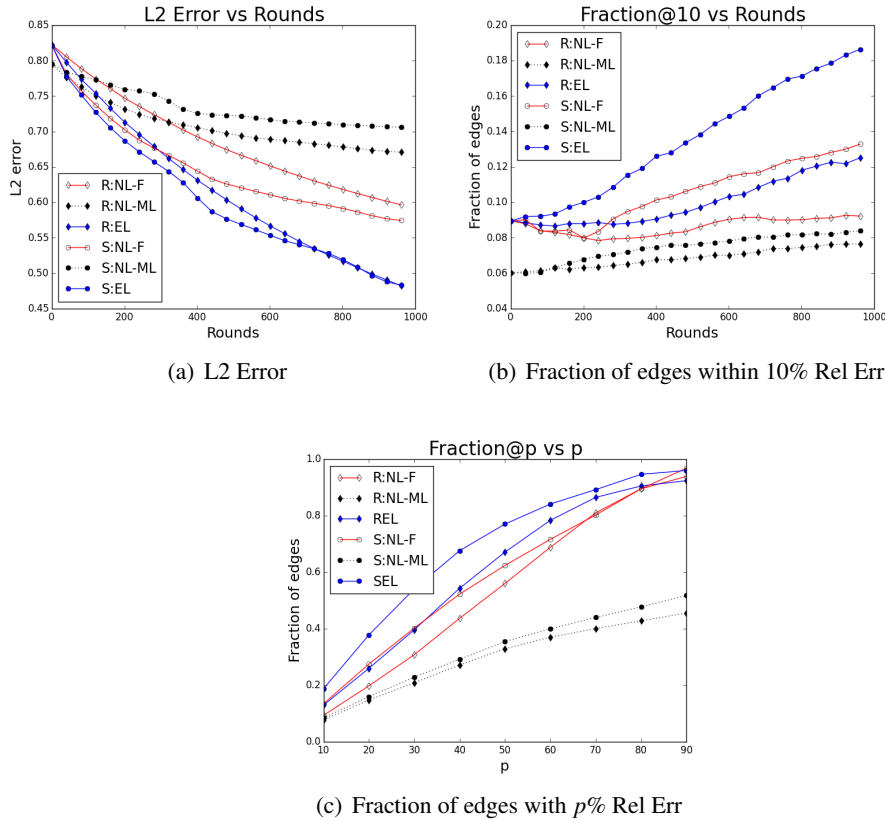 L2 Error vs Rounds
0.85
0.80
0.75
0.70
0.65
0.60
0.55
0.50
0.45
L2 error
R:NL-F
R:NL-ML
R:EL
S:NL-F
S:NL-ML
S:EL
0 200 400 600 800 1000
Rounds
(a) L2 Error
Fraction@10 vs Rounds
0.20
0.18
0.16
0.14
0.12
0.10
0.08
0.06
0.04
Fraction of edges
R:NL-F
R:NL-ML
R:EL
S:NL-F
S:NL-ML
S:EL
0 200 400 600 800 1000
Rounds
(b) Fraction of edges within 10% Rel Err
Fraction@p vs p
1.0
0.8
0.6
0.4
0.2
0.0
Fraction of edges
R:NL-F
R:NL-ML
REL
S:NL-F
S:NL-ML
SEL
10 20 30 40 50 60 70 80 90
p
(c) Fraction of edges with p% Rel Err